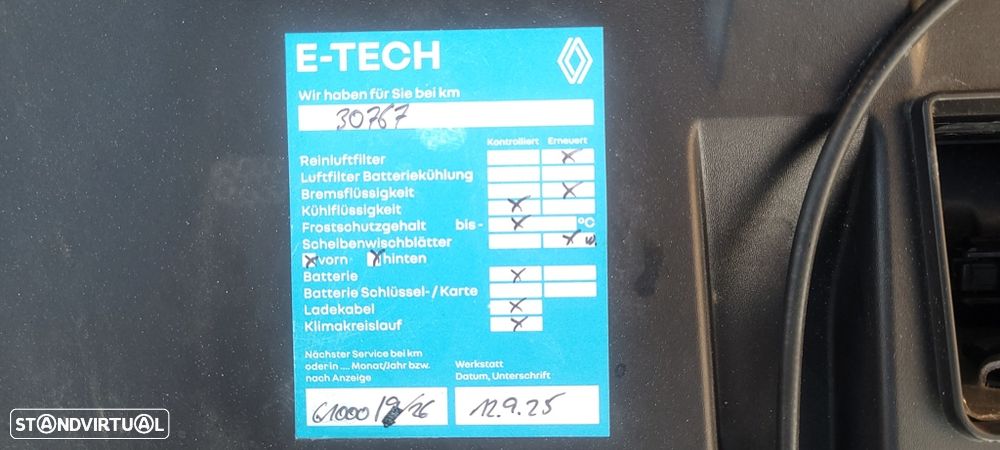 E-TECH
Wir haben für Sie bei km
30767
Kontrolliert Erneuert
Reinluftfilter X
Luftfilter Batteriekühlung
Bremsflüssigkeit X
Kühlflüssigkeit X
Frostschutzgehalt bis - X °C
Scheibenwischblätter X
X vorn X hinten
Batterie X
Batterie Schlüssel-/Karte
Ladekabel X
Klimakreislauf X
Nächster Service bei km
oder in .... Monat/Jahr bzw.
nach Anzeige
Werkstatt
Datum, Unterschrift
61000/9/26
12.9.25
STANDVIRTUAL